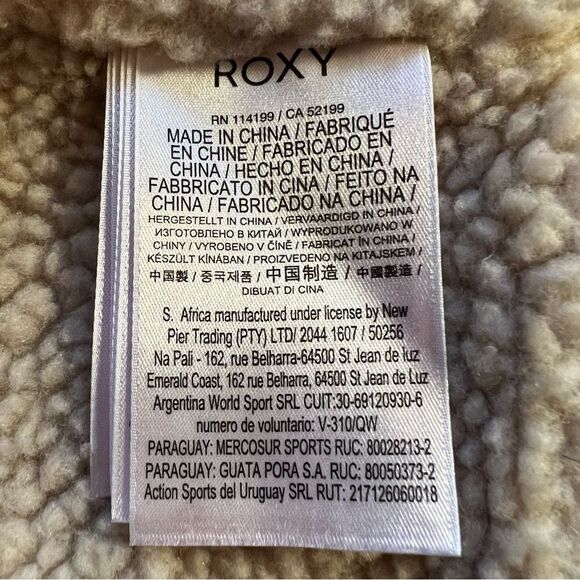 ROXY
RN 114199 / CA 52199
MADE IN CHINA / FABRIQUÉ
EN CHINE / FABRICADO EN
CHINA / HECHO EN CHINA /
FABBRICATO IN CINA / FEITO NA
CHINA / FABRICADO NA CHINA /
HERGESTELLT IN CHINA / VERVAARDIGD IN CHINA /
ИЗГОТОВЛЕНО В КИТАЙ / WYPRODUKOWANO W
CHINY / VYROBENO V ČÍNĚ / FABRICAT ÎN CHINA /
KÉSZÜLT KÍNÁBAN / PROIZVEDENO NA KITAJSKEM /
中国製 / 중국제품 / 中国制造 / 中國製造 /
DIBUAT DI CINA
S. Africa manufactured under license by New
Pier Trading (PTY) LTD/ 2044 1607 / 50256
Na Pali - 162, rue Belharra-64500 St Jean de luz
Emerald Coast, 162 rue Belharra, 64500 St Jean de Luz
Argentina World Sport SRL CUIT:30-69120930-6
numero de voluntario: V-310/QW
PARAGUAY: MERCOSUR SPORTS RUC: 80028213-2
PARAGUAY: GUATA PORA S.A. RUC: 80050373-2
Action Sports del Uruguay SRL RUT: 217126060018